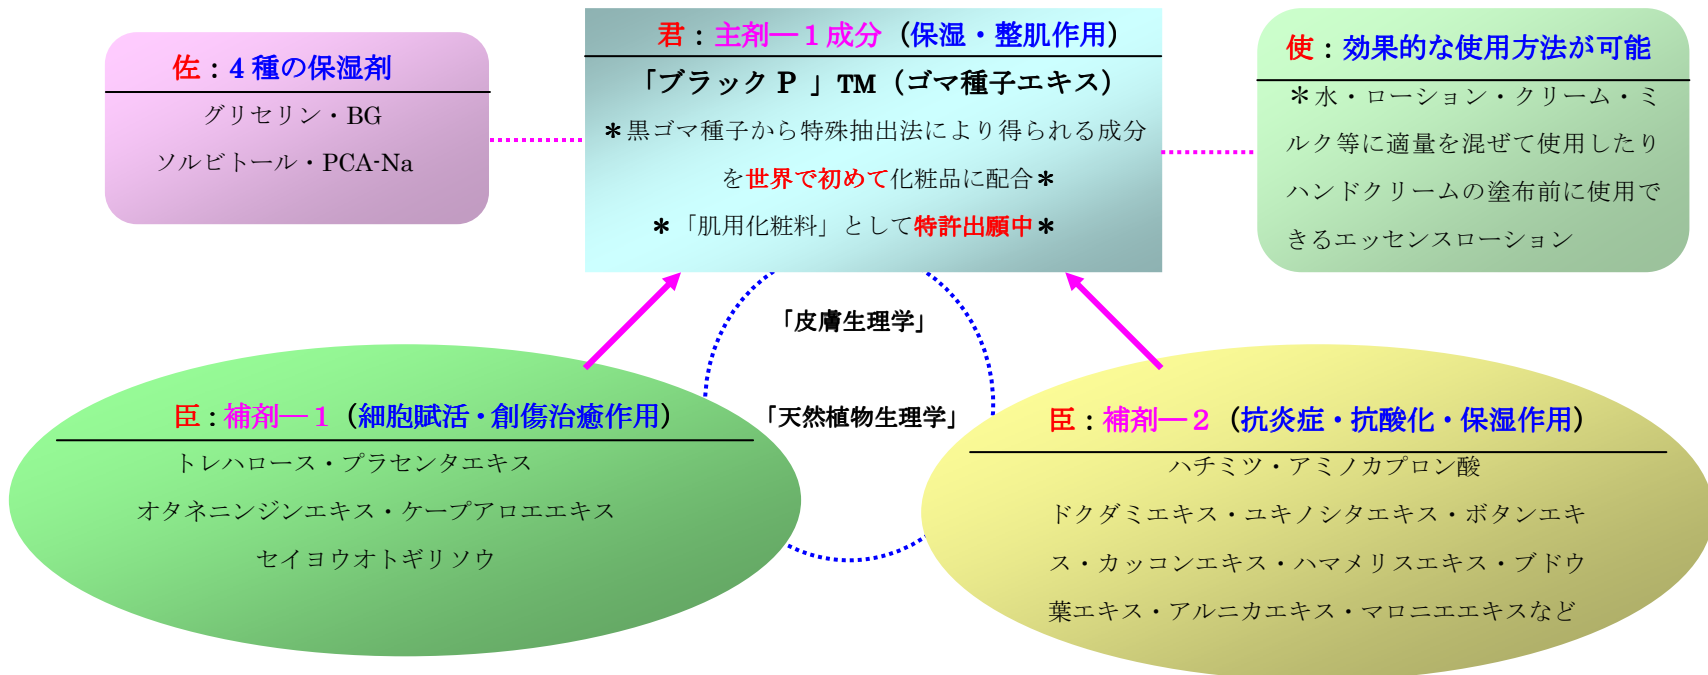 佐：4 種の保湿剤
グリセリン・BG
ソルビトール・PCA-Na
君：主剤―１成分（保湿・整肌作用）
「ブラック P 」TM（ゴマ種子エキス）
＊黒ゴマ種子から特殊抽出法により得られる成分
を世界で初めて化粧品に配合＊
＊「肌用化粧料」として特許出願中＊
使：効果的な使用方法が可能
＊水・ローション・クリーム・ミ
ルク等に適量を混ぜて使用したり
ハンドクリームの塗布前に使用で
きるエッセンスローション
「皮膚生理学」
「天然植物生理学」
臣：補剤―１（細胞賦活・創傷治癒作用）
トレハロース・プラセンタエキス
オタネニンジンエキス・ケープアロエエキス
セイヨウオトギリソウ
臣：補剤―２（抗炎症・抗酸化・保湿作用）
ハチミツ・アミノカプロン酸
ドクダミエキス・ユキノシタエキス・ボタンエキ
ス・カッコンエキス・ハマメリスエキス・ブドウ
葉エキス・アルニカエキス・マロニエエキスなど